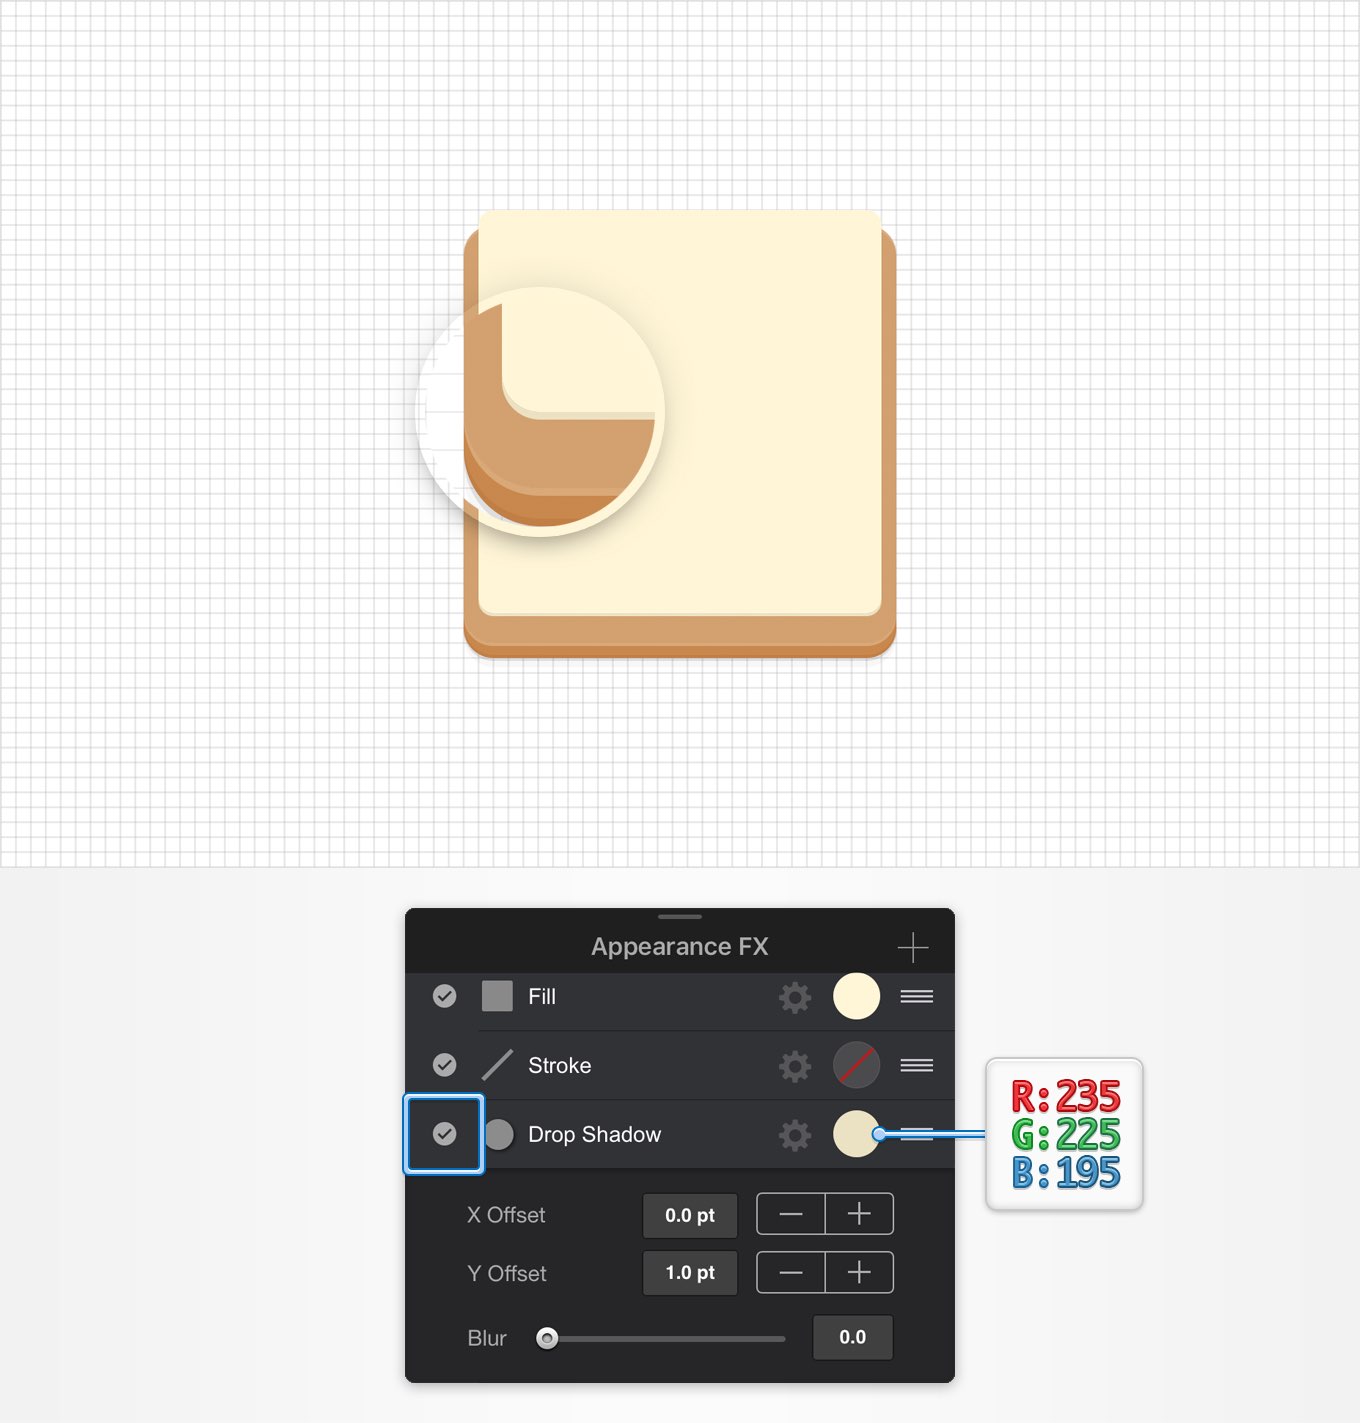 Appearance FX
Fill
Stroke
Drop Shadow
R:235
G:225
B:195
X Offset 0.0 pt
Y Offset 1.0 pt
Blur 0.0